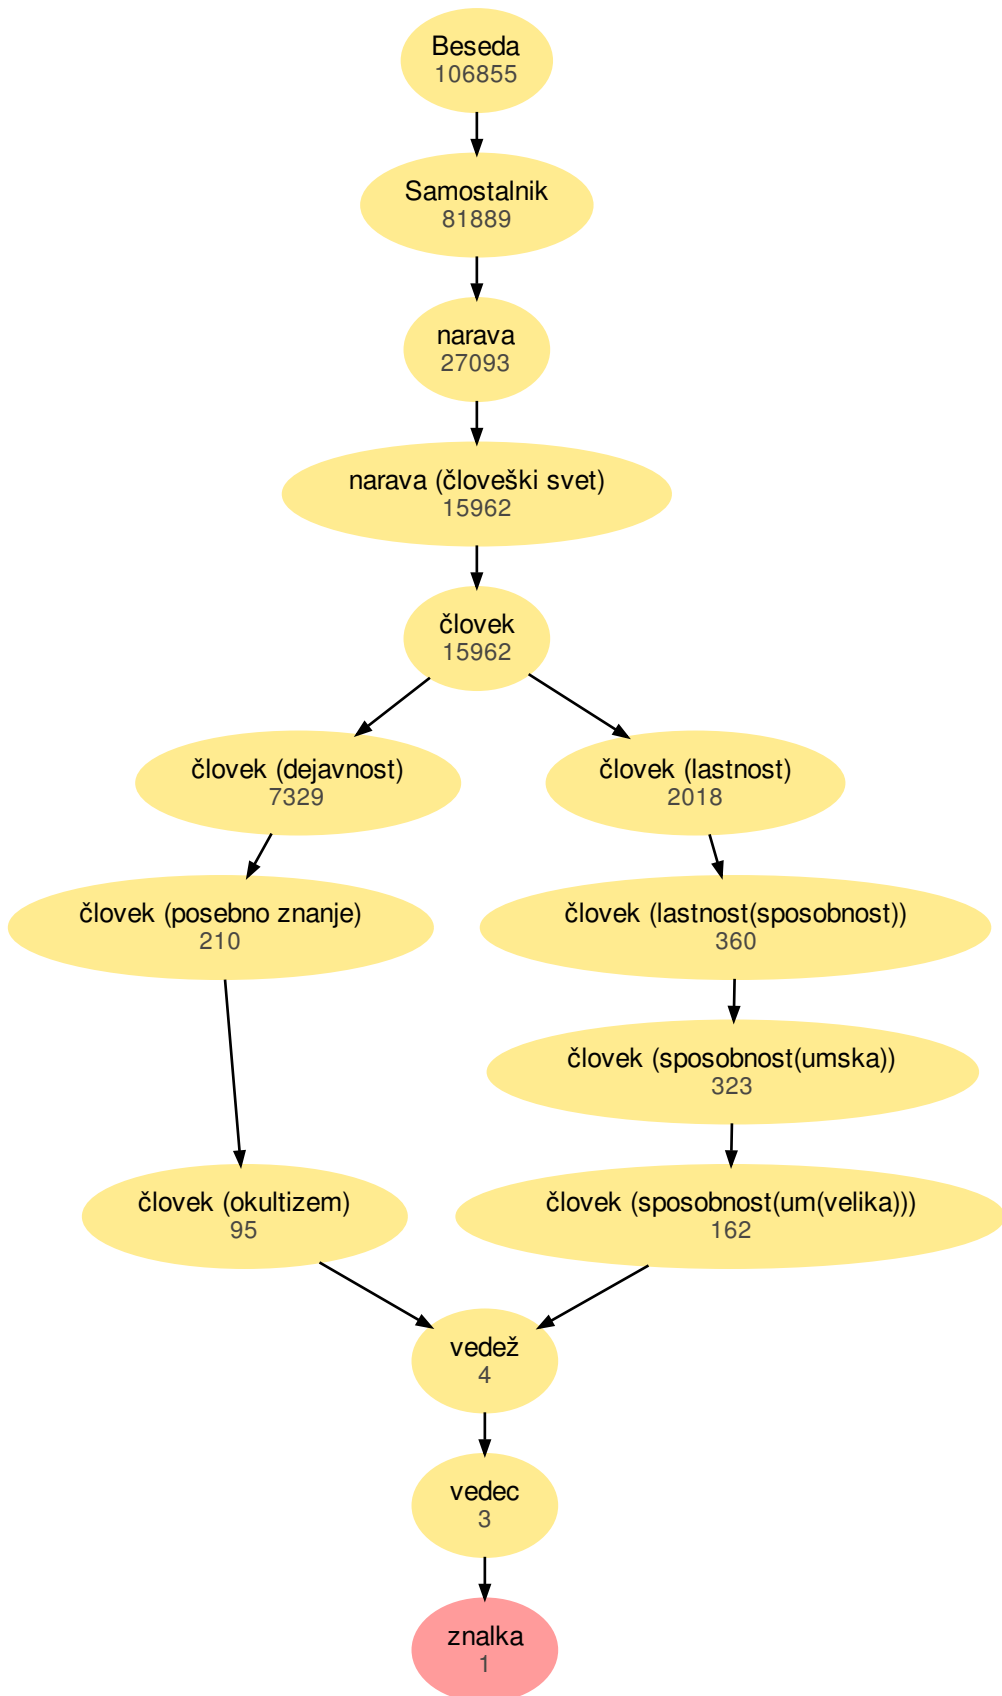 Beseda
106855
Samostalnik
81889
narava
27093
narava (človeški svet)
15962
človek
15962
človek (dejavnost)
7329
človek (lastnost)
2018
človek (posebno znanje)
210
človek (lastnost(sposobnost))
360
človek (sposobnost(umska))
323
človek (okultizem)
95
človek (sposobnost(um(velika)))
162
vedež
4
vedec
3
znalka
1